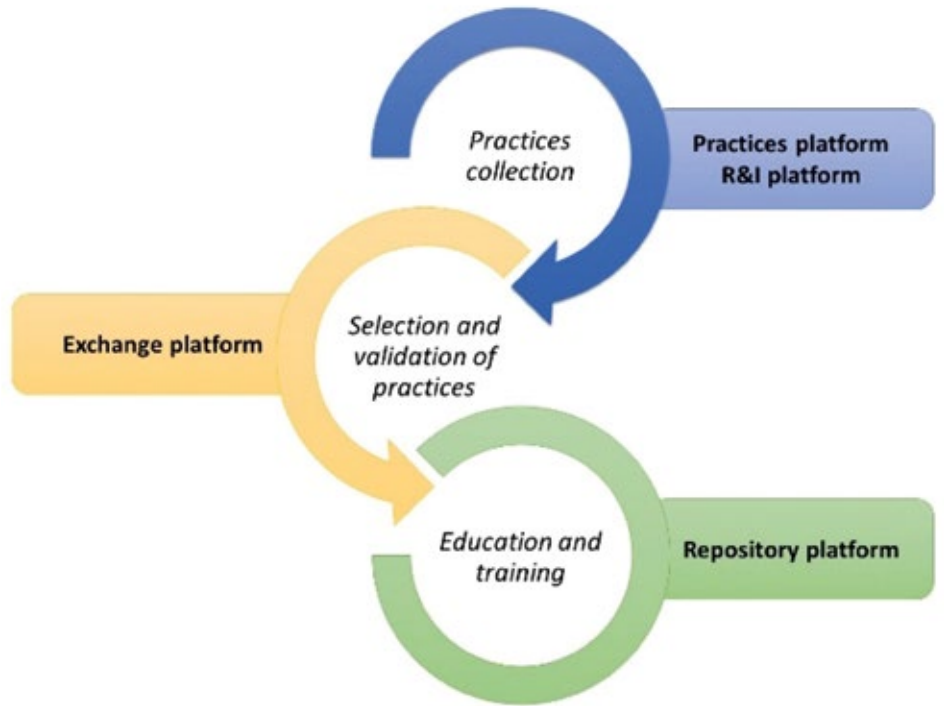 Practices
collection
Practices platform
R&I platform
Exchange platform
Selection and
validation of
practices
Education and
training
Repository platform